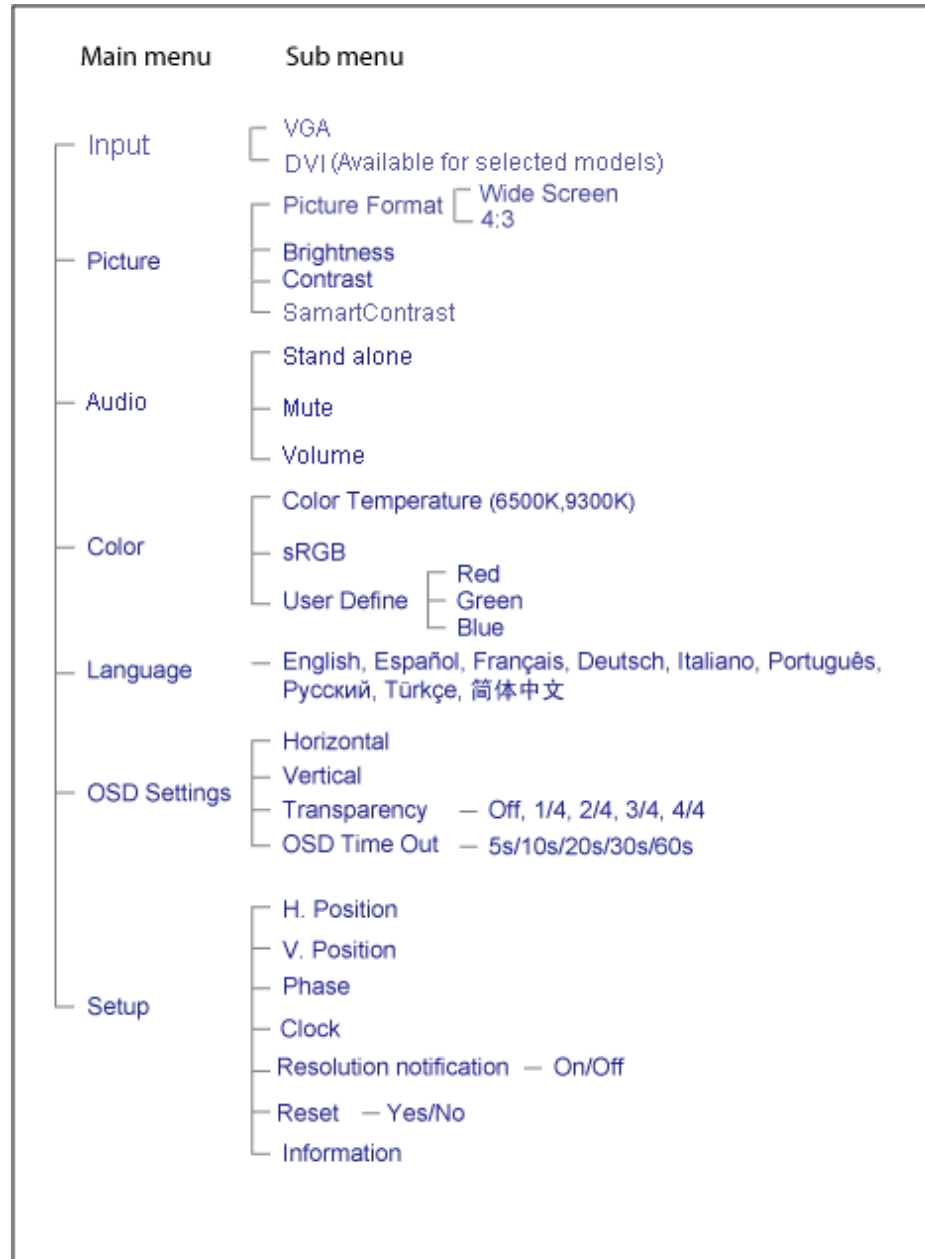 Main menu Sub menu
Input
VGA
DVI (Available for selected models)
Picture
Picture Format
Wide Screen
4:3
Brightness
Contrast
SamartContrast
Audio
Stand alone
Mute
Volume
Color
Color Temperature (6500K,9300K)
sRGB
User Define
Red
Green
Blue
Language
English, Español, Français, Deutsch, Italiano, Português,
Русский, Türkçe, 简体中文
OSD Settings
Horizontal
Vertical
Transparency — Off, 1/4, 2/4, 3/4, 4/4
OSD Time Out — 5s/10s/20s/30s/60s
Setup
H. Position
V. Position
Phase
Clock
Resolution notification — On/Off
Reset — Yes/No
Information